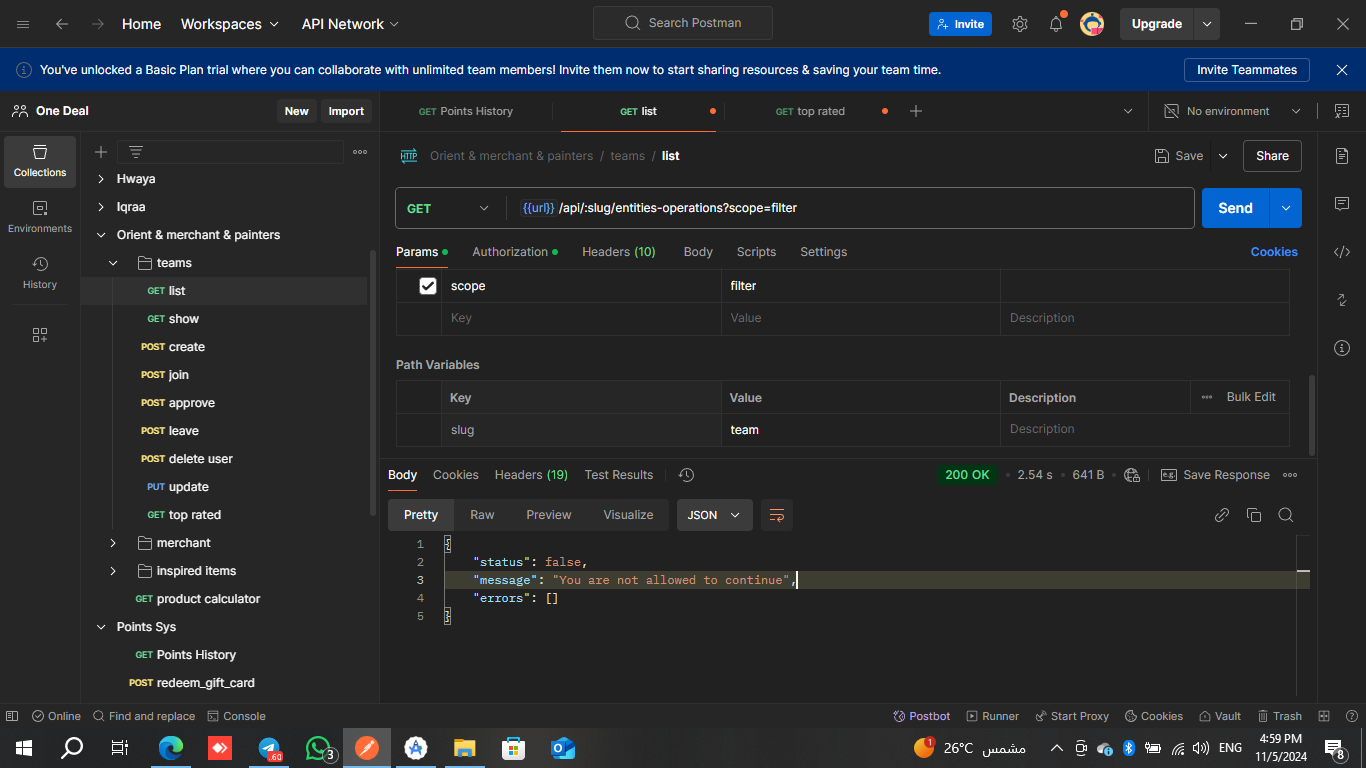 Home Workspaces API Network Search Postman Invite Upgrade
You've unlocked a Basic Plan trial where you can collaborate with unlimited team members! Invite them now to start sharing resources & saving your team time. Invite Teammates
One Deal New Import
GET Points History GET list GET top rated No environment
Collections
Environments
History
Hwaya
Iqraa
Orient & merchant & painters
teams
GET list
GET show
POST create
POST join
POST approve
POST leave
POST delete user
PUT update
GET top rated
merchant
inspired items
GET product calculator
Points Sys
GET Points History
POST redeem_gift_card
HTTP Orient & merchant & painters / teams / list Save Share
GET {{url}} /api/:slug/entities-operations?scope=filter Send
Params Authorization Headers (10) Body Scripts Settings Cookies
scope filter
Key Value Description
Path Variables
Key Value Description Bulk Edit
slug team Description
Body Cookies Headers (19) Test Results 200 OK 2.54 s 641 B e.g. Save Response
Pretty Raw Preview Visualize JSON
1 {
2 "status": false,
3 "message": "You are not allowed to continue",
4 "errors": []
5 }
Online Find and replace Console Postbot Runner Start Proxy Cookies Vault Trash
.60 3 1 26°C مشمس ENG 4:59 PM
11/5/2024 8